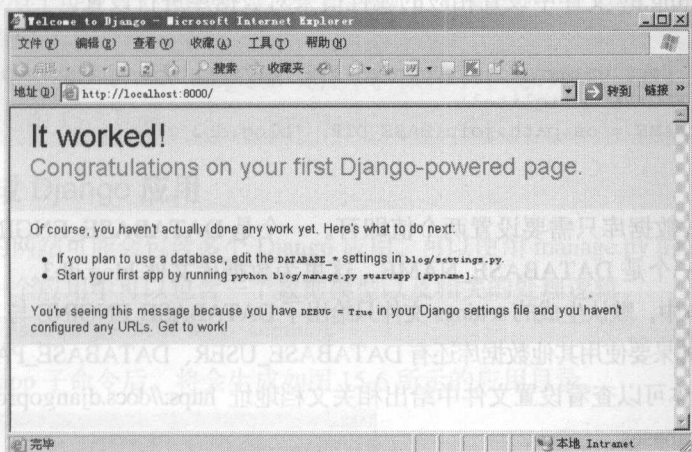 Welcome to Django - Microsoft Internet Explorer
文件(F) 编辑(E) 查看(V) 收藏(A) 工具(T) 帮助(H)
后退 搜索 收藏夹
地址(D) http://localhost:8000/ 转到 链接 »
It worked!
Congratulations on your first Django-powered page.
Of course, you haven't actually done any work yet. Here's what to do next:
• If you plan to use a database, edit the DATABASE_* settings in blog/settings.py.
• Start your first app by running python blog/manage.py startapp [appname].
You're seeing this message because you have DEBUG = True in your Django settings file and you haven't
configured any URLs. Get to work!
完毕 本地 Intranet